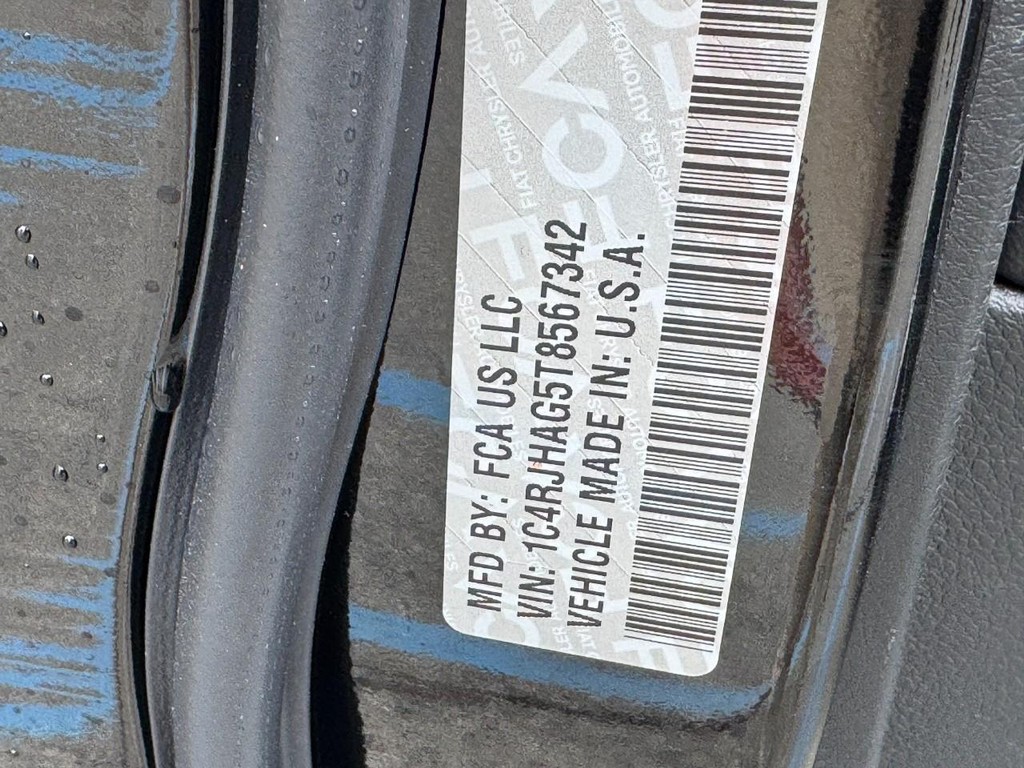 MFD BY: FCA US LLC
VIN: 1C4RJHAG5T8567342
VEHICLE MADE IN: U.S.A.